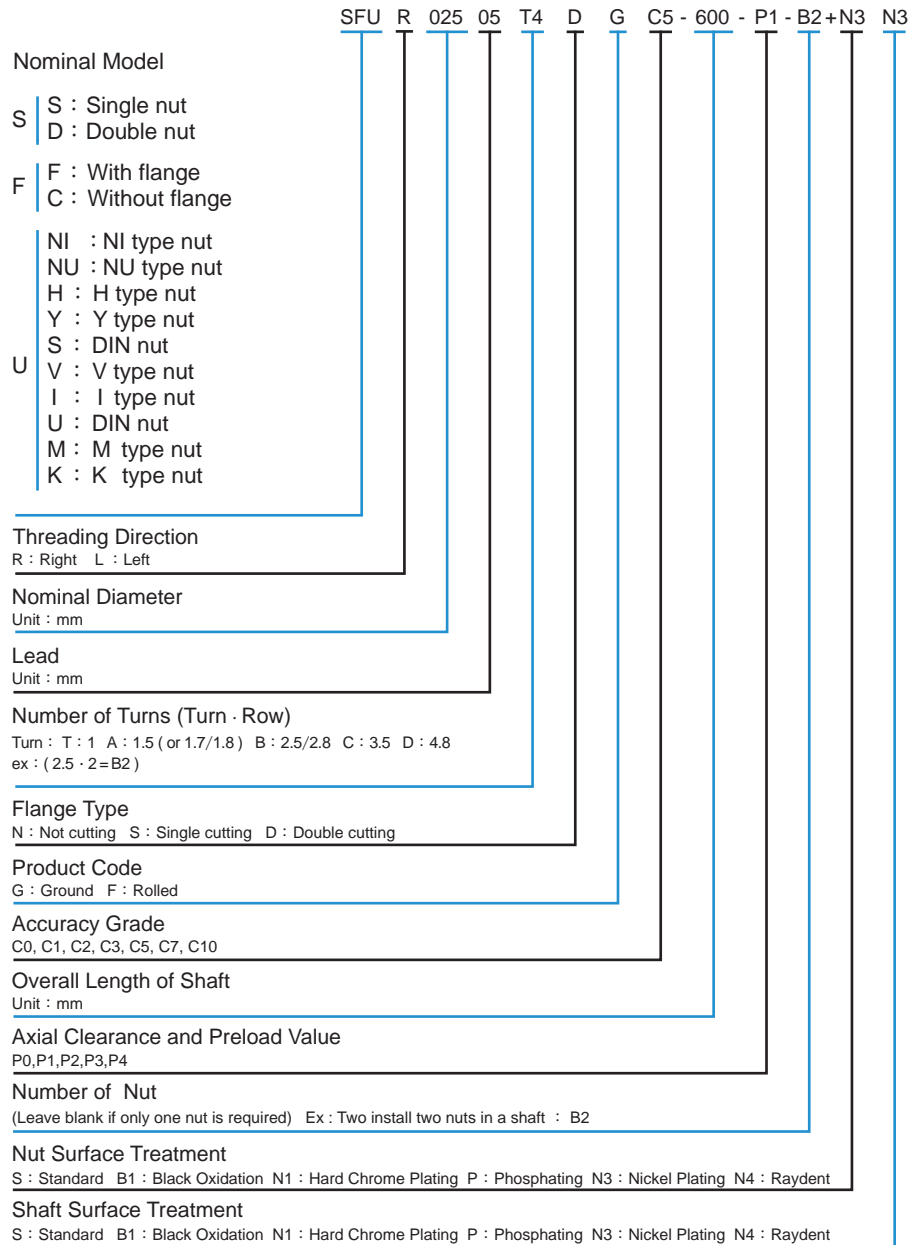 SFU R 025 05 T4 D G C5 - 600 - P1 - B2+N3 N3
Nominal Model
S
S：Single nut
D：Double nut
F
F：With flange
C：Without flange
U
NI ：NI type nut
NU：NU type nut
H：H type nut
Y：Y type nut
S：DIN nut
V：V type nut
I：I type nut
U：DIN nut
M：M type nut
K：K type nut
Threading Direction
R：Right L：Left
Nominal Diameter
Unit：mm
Lead
Unit：mm
Number of Turns (Turn · Row)
Turn：T：1 A：1.5 ( or 1.7/1.8 ) B：2.5/2.8 C：3.5 D：4.8
ex：( 2.5 · 2=B2 )
Flange Type
N：Not cutting S：Single cutting D：Double cutting
Product Code
G：Ground F：Rolled
Accuracy Grade
C0, C1, C2, C3, C5, C7, C10
Overall Length of Shaft
Unit：mm
Axial Clearance and Preload Value
P0,P1,P2,P3,P4
Number of Nut
(Leave blank if only one nut is required) Ex : Two install two nuts in a shaft ：B2
Nut Surface Treatment
S：Standard B1：Black Oxidation N1：Hard Chrome Plating P：Phosphating N3：Nickel Plating N4：Raydent
Shaft Surface Treatment
S：Standard B1：Black Oxidation N1：Hard Chrome Plating P：Phosphating N3：Nickel Plating N4：Raydent